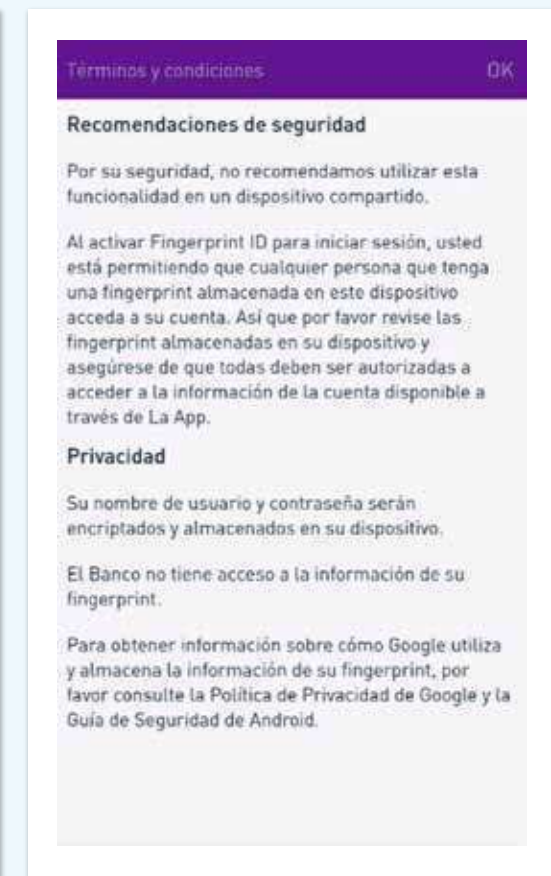 Términos y condiciones OK
Recomendaciones de seguridad
Por su seguridad, no recomendamos utilizar esta
funcionalidad en un dispositivo compartido.
Al activar Fingerprint ID para iniciar sesión, usted
está permitiendo que cualquier persona que tenga
una fingerprint almacenada en este dispositivo
acceda a su cuenta. Así que por favor revise las
fingerprint almacenadas en su dispositivo y
asegúrese de que todas deben ser autorizadas a
acceder a la información de la cuenta disponible a
través de La App.
Privacidad
Su nombre de usuario y contraseña serán
encriptados y almacenados en su dispositivo.
El Banco no tiene acceso a la información de su
fingerprint.
Para obtener información sobre cómo Google utiliza
y almacena la información de su fingerprint, por
favor consulte la Política de Privacidad de Google y la
Guía de Seguridad de Android.